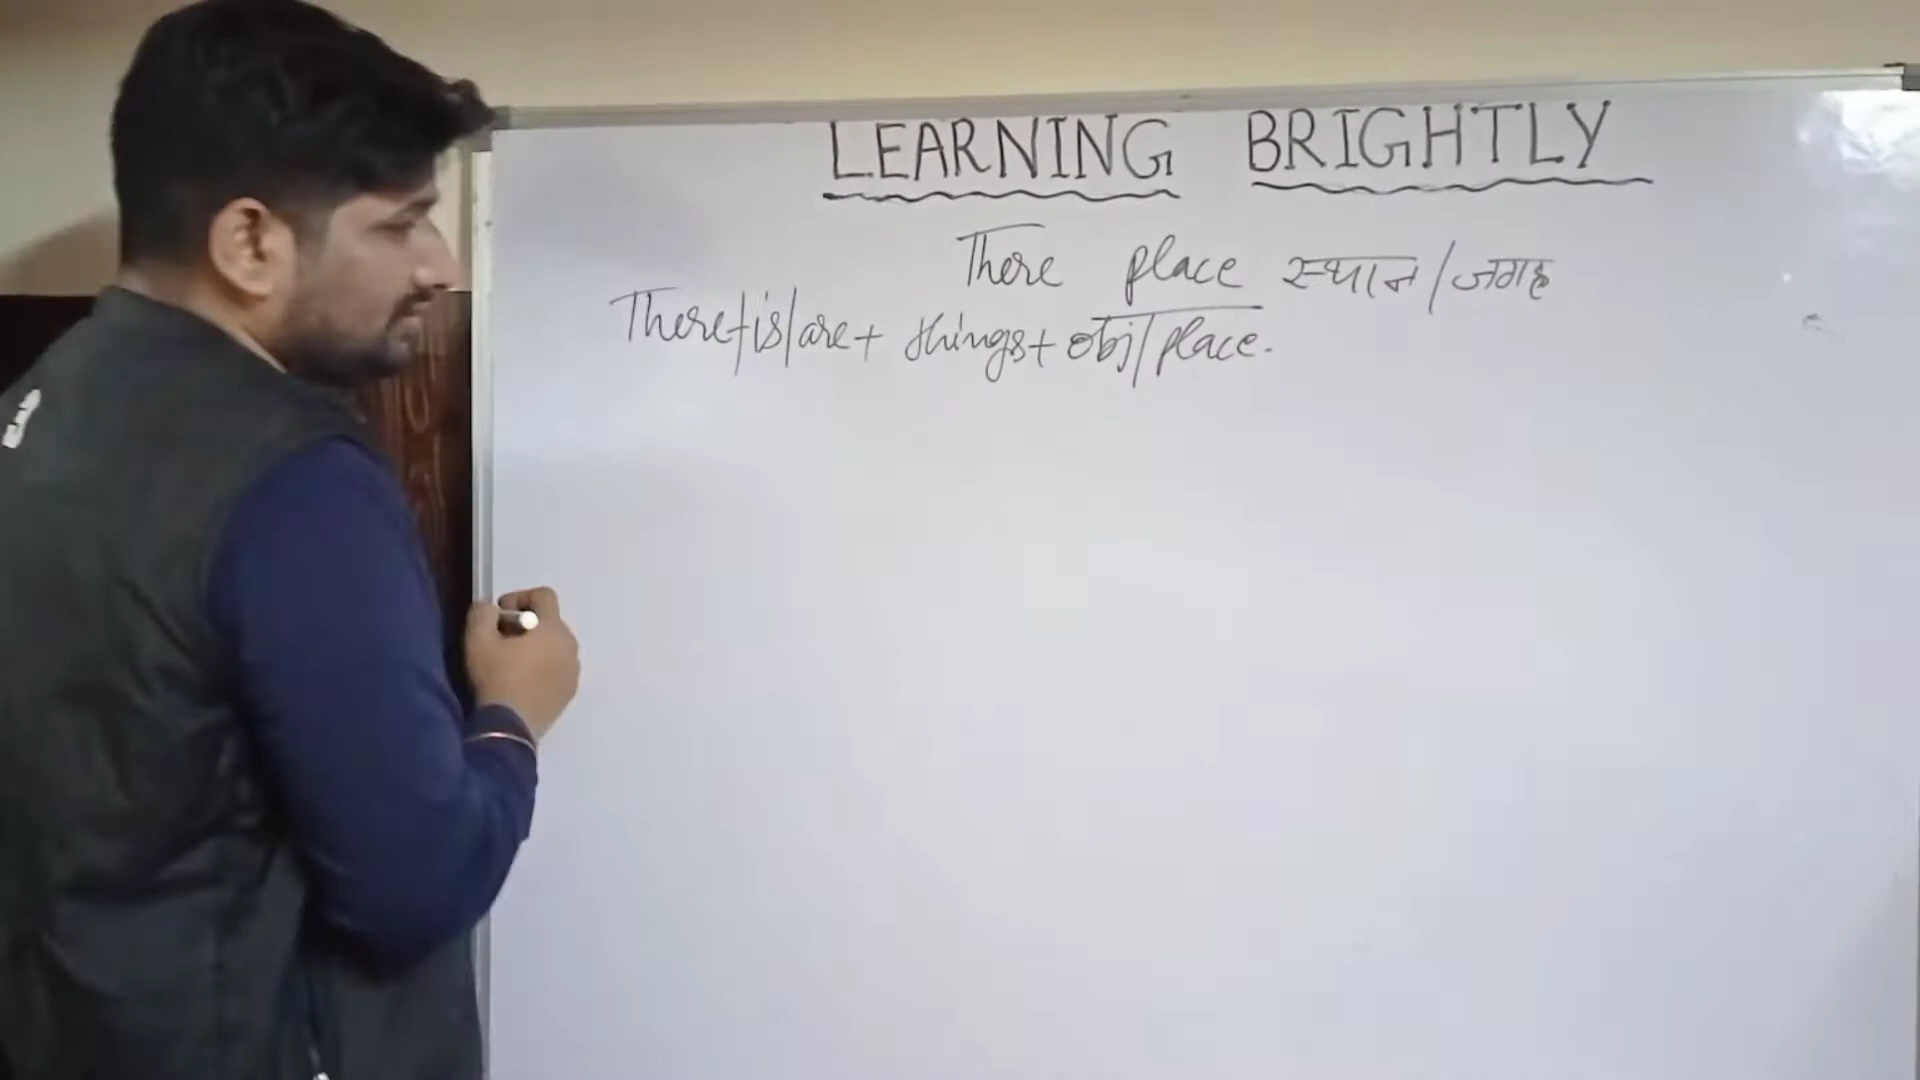 LEARNING BRIGHTLY
There place स्थान/जगह
There+is/are+ things+ obj/place.